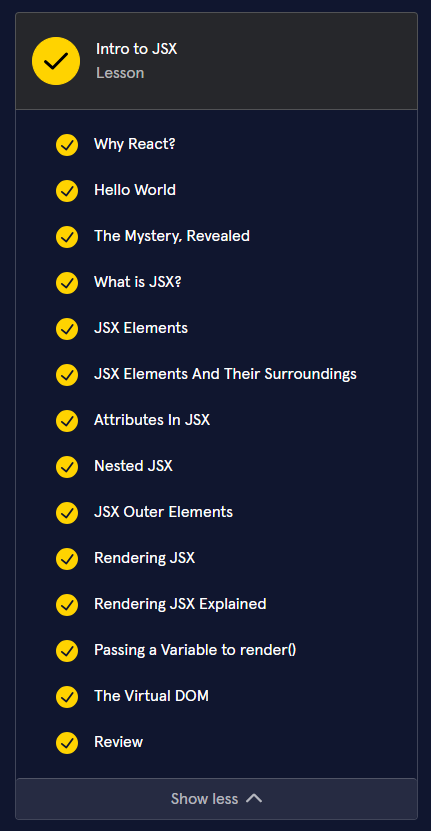 Intro to JSX
Lesson
Why React?
Hello World
The Mystery, Revealed
What is JSX?
JSX Elements
JSX Elements And Their Surroundings
Attributes In JSX
Nested JSX
JSX Outer Elements
Rendering JSX
Rendering JSX Explained
Passing a Variable to render()
The Virtual DOM
Review
Show less